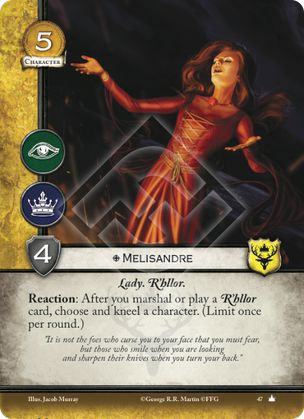 5
CHARACTER
4
MELISANDRE
Lady. R'hllor.
Reaction: After you marshal or play a R'hllor
card, choose and kneel a character. (Limit once
per round.)
"It is not the foes who curse you to your face that you must fear,
but those who smile when you are looking
and sharpen their knives when you turn your back."
Illus. Jacob Murray ©George R.R. Martin ©FFG 47